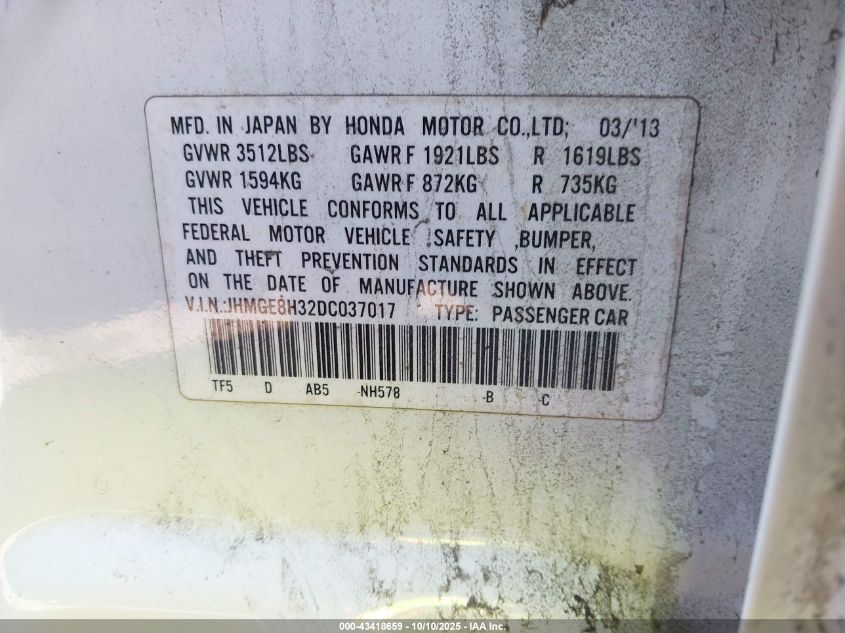 MFD. IN JAPAN BY HONDA MOTOR CO.,LTD; 03/'13
GVWR 3512LBS GAWR F 1921LBS R 1619LBS
GVWR 1594KG GAWR F 872KG R 735KG
THIS VEHICLE CONFORMS TO ALL APPLICABLE
FEDERAL MOTOR VEHICLE SAFETY ,BUMPER,
AND THEFT PREVENTION STANDARDS IN EFFECT
ON THE DATE OF MANUFACTURE SHOWN ABOVE.
V.I.N.:JHMGE8H32DC037017 TYPE: PASSENGER CAR
TF5 D AB5 NH578 B C
000-43418659 - 10/10/2025 - IAA Inc.